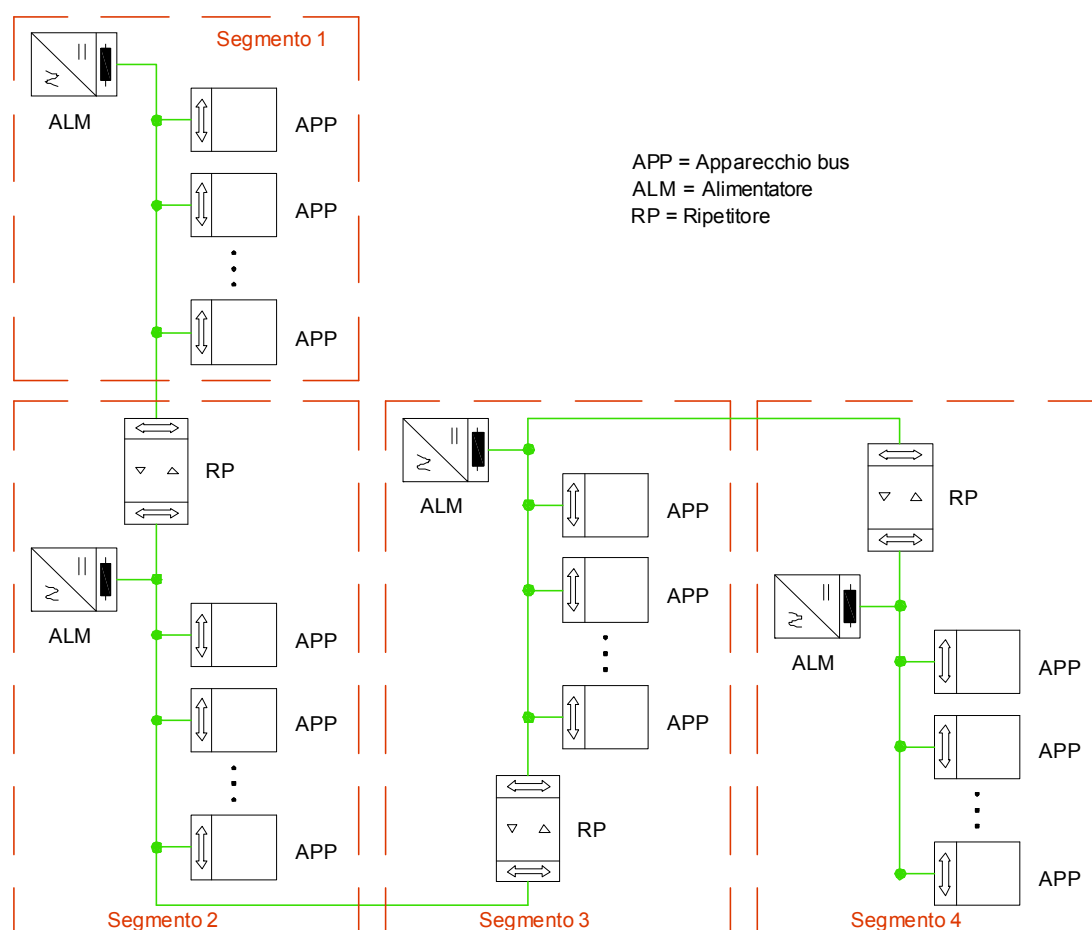 Segmento 1
ALM
APP
APP
APP
APP = Apparecchio bus
ALM = Alimentatore
RP = Ripetitore
RP
ALM
APP
APP
APP
Segmento 2
ALM
APP
APP
APP
RP
Segmento 3
RP
ALM
APP
APP
APP
Segmento 4